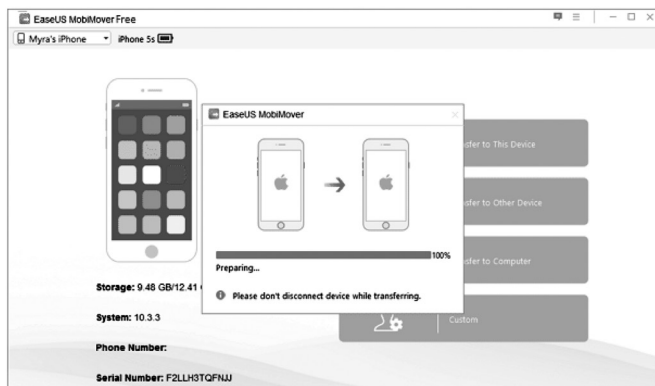 EaseUS MobiMover Free
Myra's iPhone
iPhone 5s
EaseUS MobiMover
100%
Preparing...
Please don't disconnect device while transferring.
sfer to This Device
sfer to Other Device
sfer to Computer
Custom
Storage: 9.48 GB/12.41
System: 10.3.3
Phone Number:
Serial Number: F2LLH3TQFNJJ